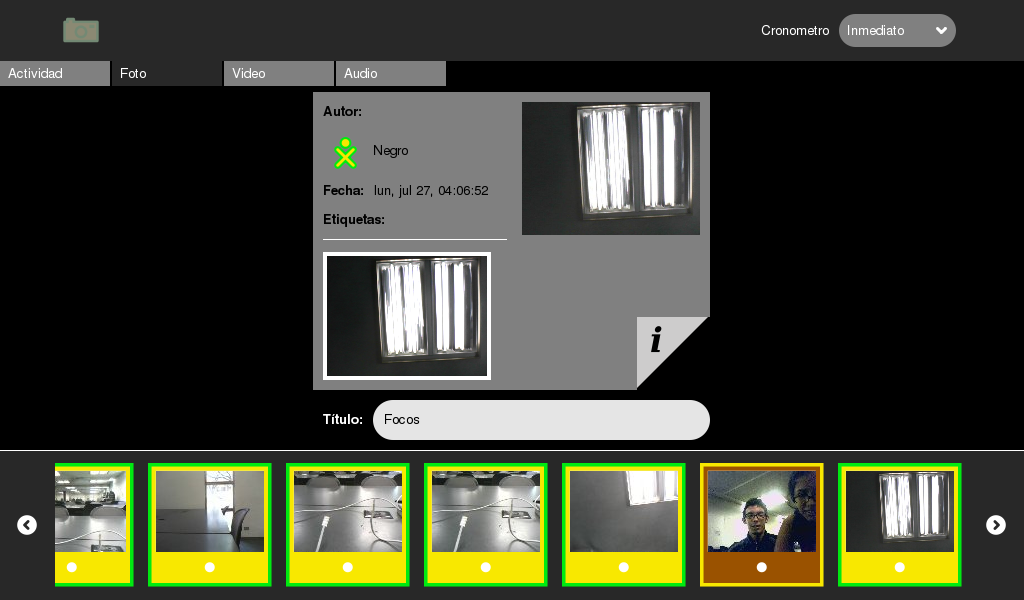 Cronometro Inmediato
Actividad Foto Video Audio
Autor:
Negro
Fecha: lun, jul 27, 04:06:52
Etiquetas:
i
Título: Focos